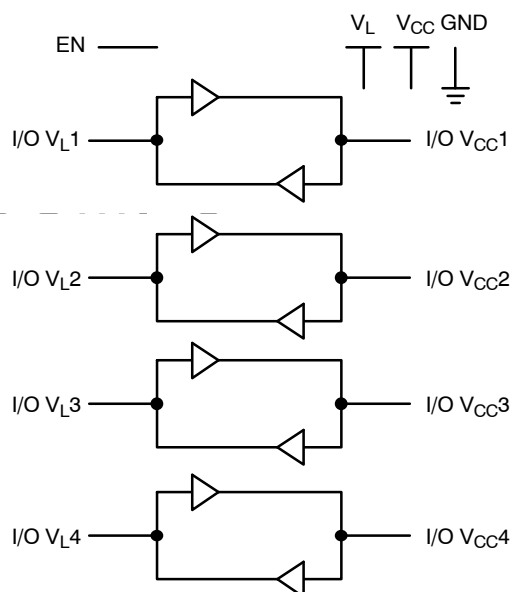 EN V_L V_CC GND
I/O V_L1 I/O V_CC1
I/O V_L2 I/O V_CC2
I/O V_L3 I/O V_CC3
I/O V_L4 I/O V_CC4